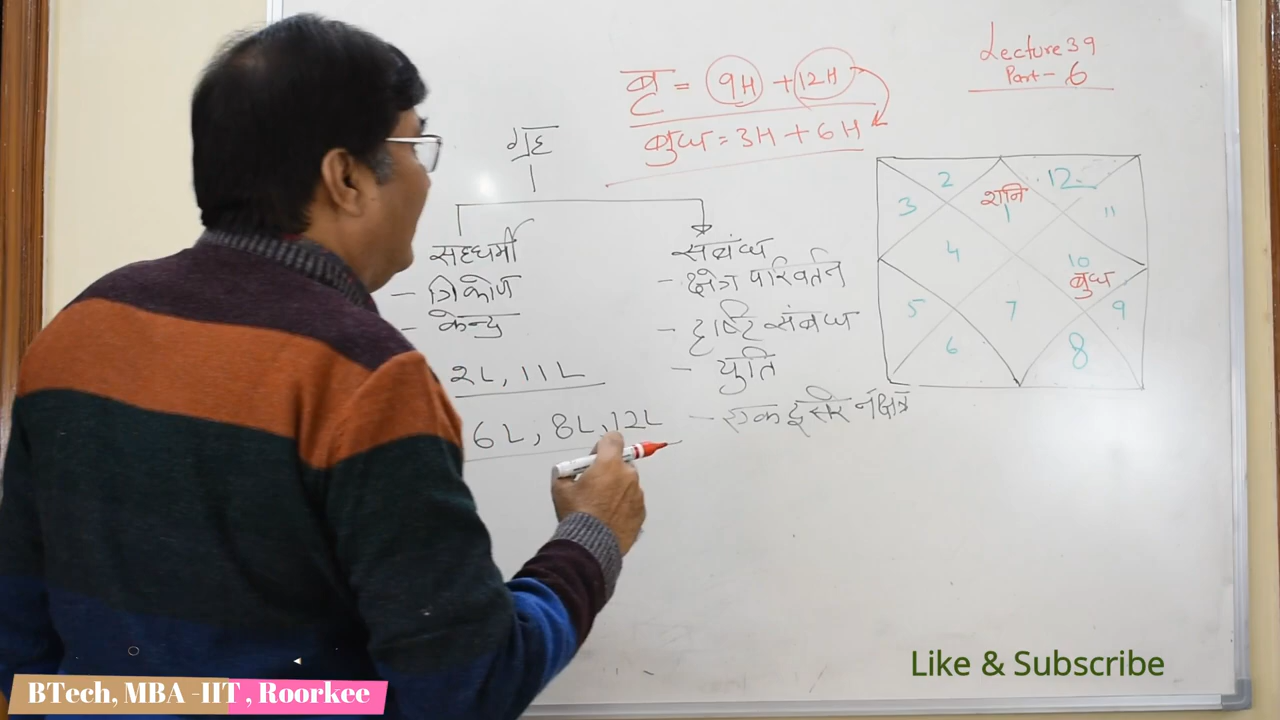 Lecture 39
Part- 6
बृ = 9H + 12H
बुध = 3H + 6H
ग्रह
सहधर्मी
- त्रिकोण
- केन्द्र
2L, 11L
6L, 8L, 12L
संबंध
- क्षेत्र परिवर्तन
- दृष्टि संबंध
- युति
- एक दूसरे नक्षत्र
2
शनि
12
3
1
11
4
10
बुध
5
7
9
6
8
Like & Subscribe
BTech, MBA -IIT , Roorkee